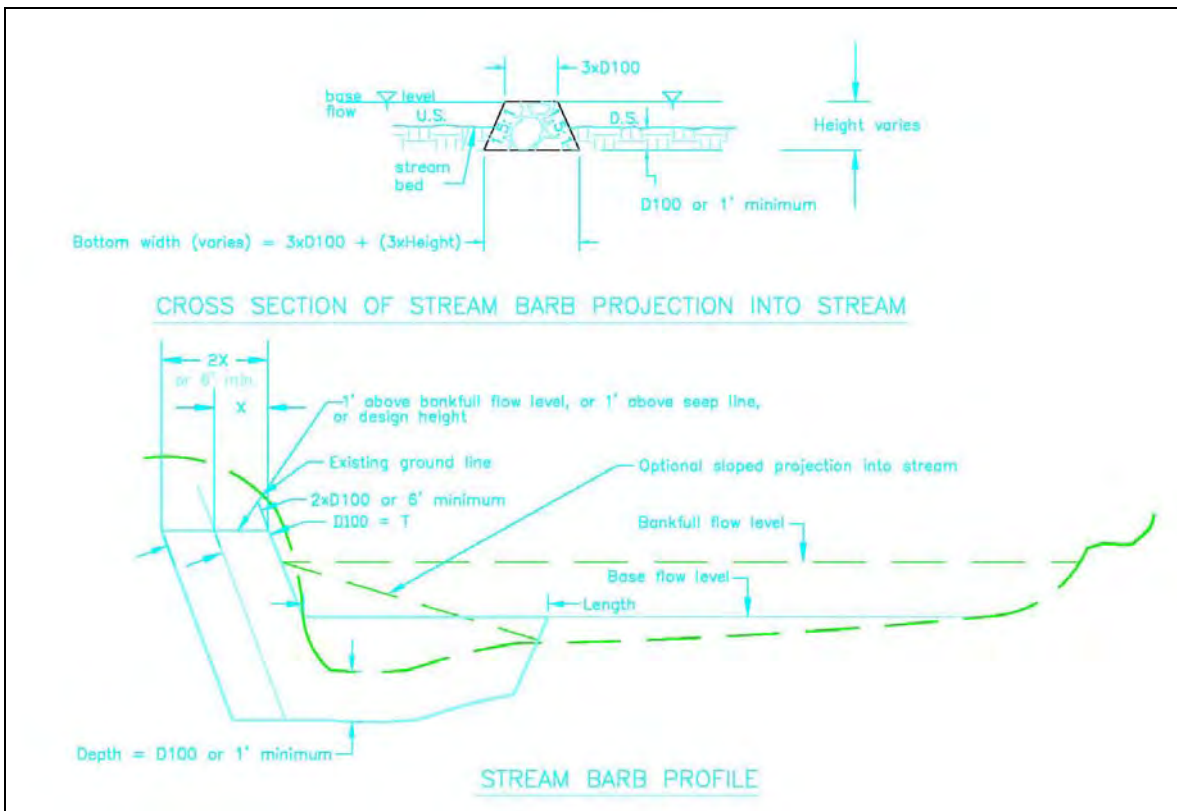 3xD100
base level
flow
U.S.
D.S.
1.5:1
1.5:1
Height varies
stream
bed
D100 or 1' minimum
Bottom width (varies) = 3xD100 + (3xHeight)
CROSS SECTION OF STREAM BARB PROJECTION INTO STREAM
2X
or 6' min.
X
1' above bankfull flow level, or 1' above seep line,
or design height
Existing ground line
Optional sloped projection into stream
2xD100 or 6' minimum
D100 = T
Bankfull flow level
Base flow level
Length
Depth = D100 or 1' minimum
STREAM BARB PROFILE